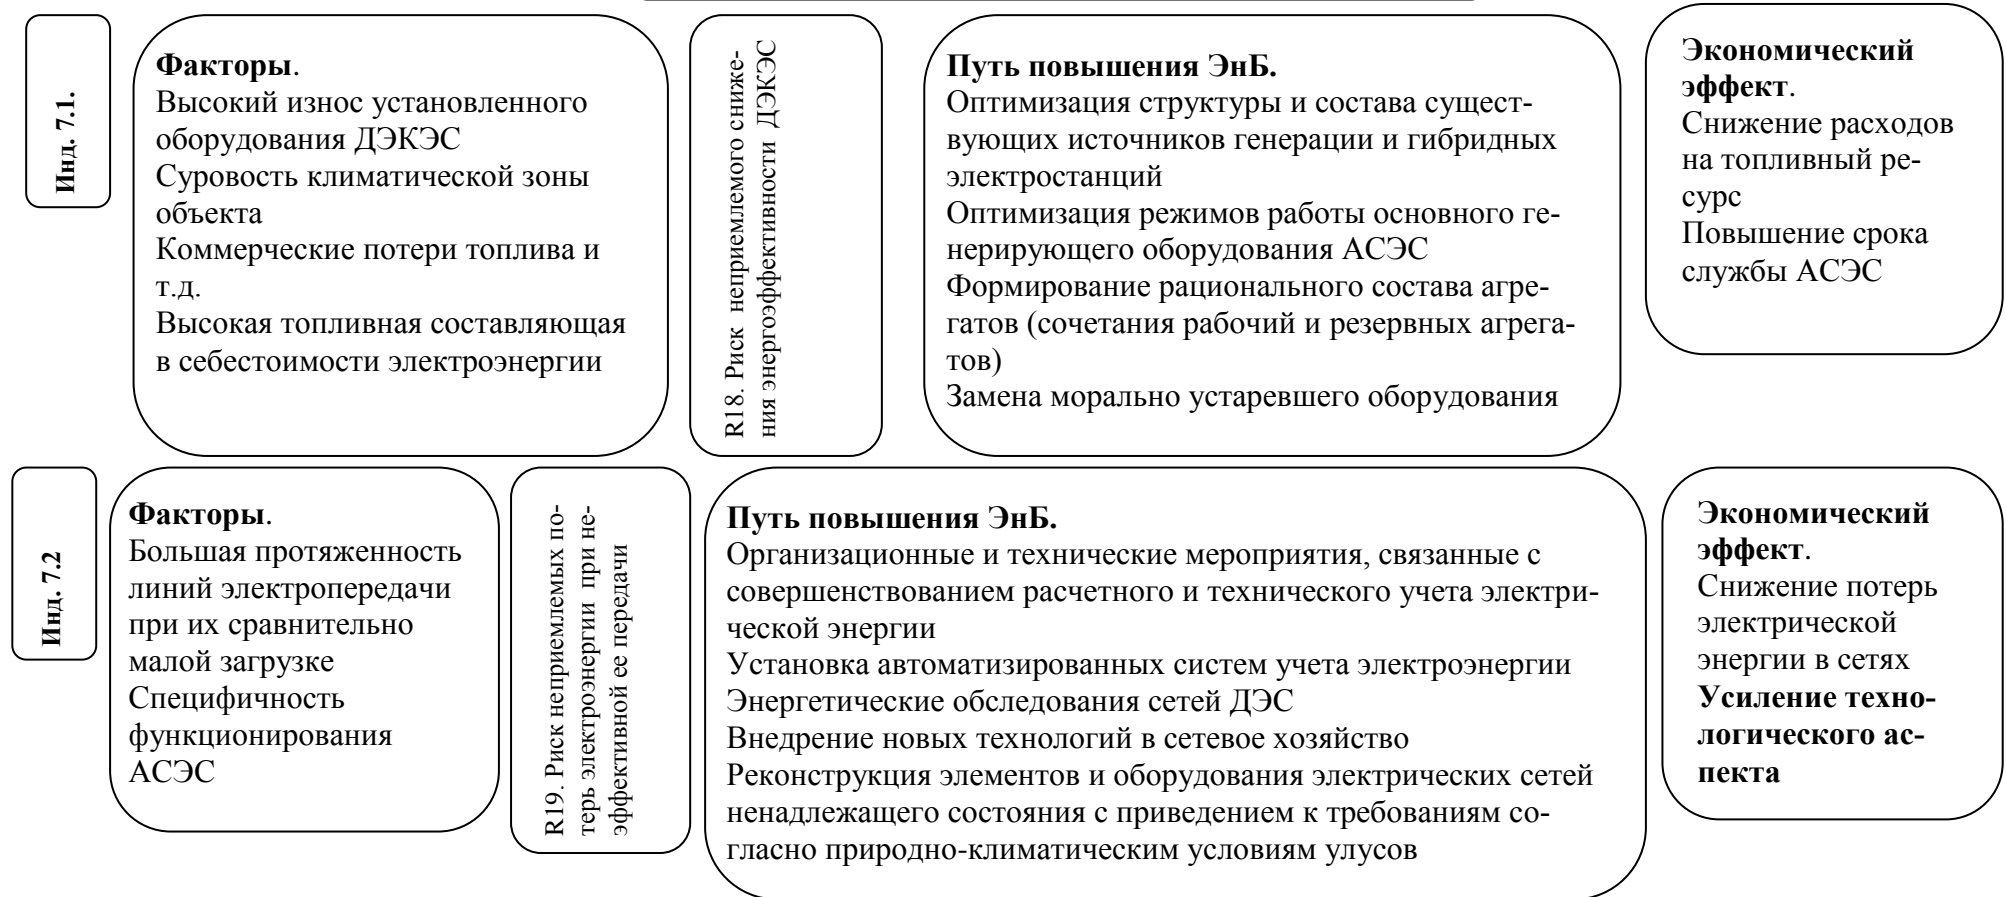 Инд. 7.1.
Факторы.
Высокий износ установленного
оборудования ДЭКЭС
Суровость климатической зоны
объекта
Коммерческие потери топлива и
т.д.
Высокая топливная составляющая
в себестоимости электроэнергии
R18. Риск неприемлемого сниже-
ния энергоэффективности ДЭКЭС
Путь повышения ЭнБ.
Оптимизация структуры и состава сущест-
вующих источников генерации и гибридных
электростанций
Оптимизация режимов работы основного ге-
нерирующего оборудования АСЭС
Формирование рационального состава агре-
гатов (сочетания рабочий и резервных агрега-
тов)
Замена морально устаревшего оборудования
Экономический
эффект.
Снижение расходов
на топливный ре-
сурс
Повышение срока
службы АСЭС
Инд. 7.2
Факторы.
Большая протяженность
линий электропередачи
при их сравнительно
малой загрузке
Специфичность
функционирования
АСЭС
R19. Риск неприемлемых по-
терь электроэнергии при не-
эффективной ее передачи
Путь повышения ЭнБ.
Организационные и технические мероприятия, связанные с
совершенствованием расчетного и технического учета электри-
ческой энергии
Установка автоматизированных систем учета электроэнергии
Энергетические обследования сетей ДЭС
Внедрение новых технологий в сетевое хозяйство
Реконструкция элементов и оборудования электрических сетей
ненадлежащего состояния с приведением к требованиям со-
гласно природно-климатическим условиям улусов
Экономический
эффект.
Снижение потерь
электрической
энергии в сетях
Усиление техно-
логического ас-
пекта